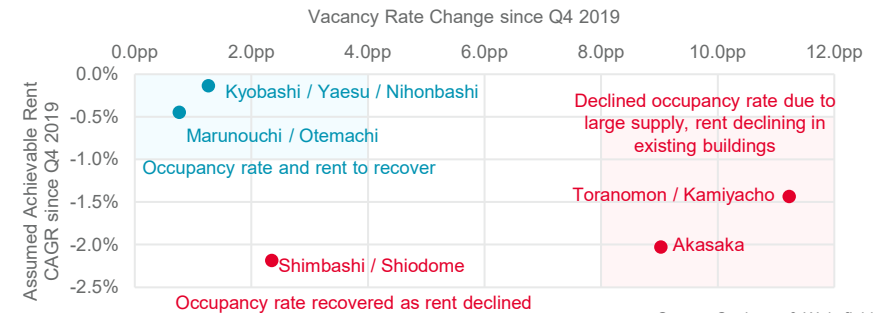 Vacancy Rate Change since Q4 2019
0.0pp 2.0pp 4.0pp 6.0pp 8.0pp 10.0pp 12.0pp
Assumed Achievable Rent
CAGR since Q4 2019
0.0%
-0.5%
-1.0%
-1.5%
-2.0%
-2.5%
Kyobashi / Yaesu / Nihonbashi
Marunouchi / Otemachi
Occupancy rate and rent to recover
Declined occupancy rate due to
large supply, rent declining in
existing buildings
Toranomon / Kamiyacho
Akasaka
Shimbashi / Shiodome
Occupancy rate recovered as rent declined